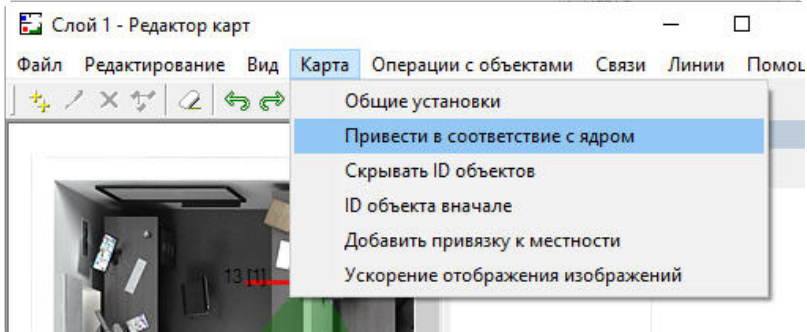 Слой 1 - Редактор карт
Файл Редактирование Вид Карта Операции с объектами Связи Линии Помощ
Общие установки
Привести в соответствие с ядром
Скрывать ID объектов
ID объекта вначале
Добавить привязку к местности
Ускорение отображения изображений
13 [1]